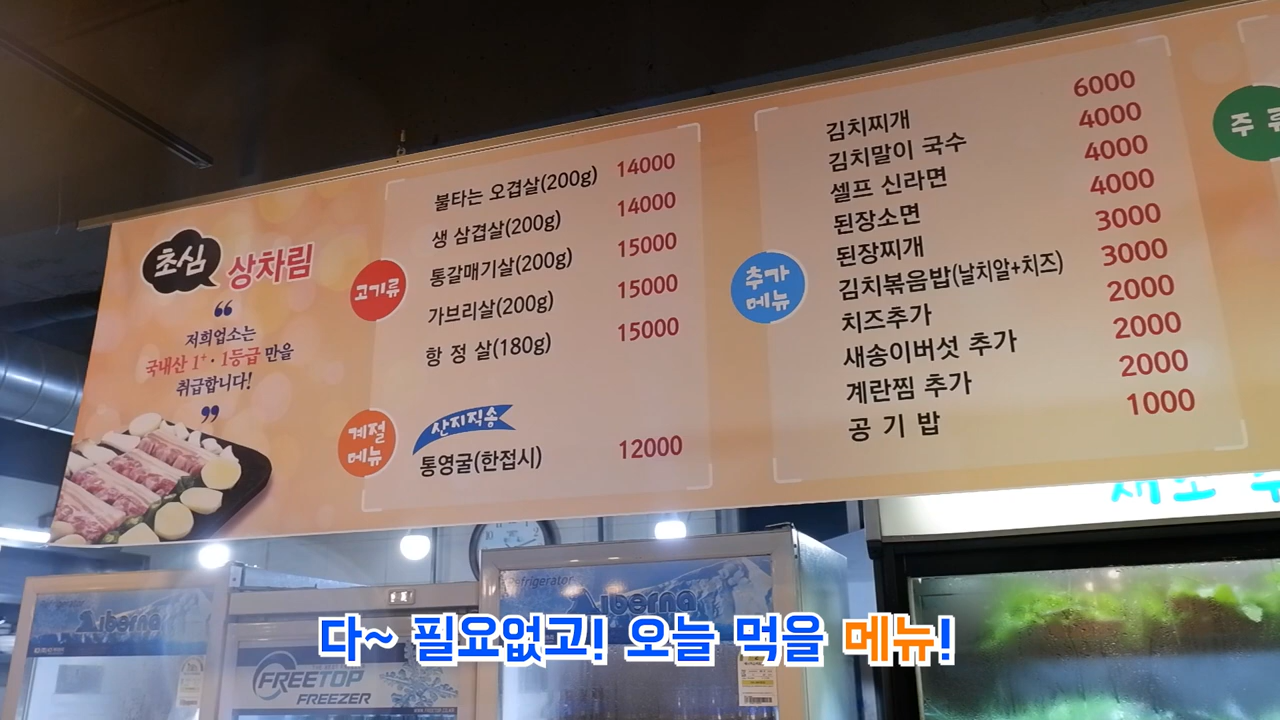 초심 상차림
“
저희업소는
국내산 1⁺·1등급 만을
취급합니다!
”
고기류
불타는 오겹살(200g) 14000
생 삼겹살(200g) 14000
통갈매기살(200g) 15000
가브리살(200g) 15000
항 정 살(180g) 15000
계절
메뉴
산지직송
통영굴(한접시) 12000
추가
메뉴
김치찌개 6000
김치말이 국수 4000
셀프 신라면 4000
된장소면 4000
된장찌개 3000
김치볶음밥(날치알+치즈) 3000
치즈추가 2000
새송이버섯 추가 2000
계란찜 추가 2000
공 기 밥 1000
주 류
Refrigerator
Aiberna
FREETOP
FREEZER
refrigerator
Aiberna
다~ 필요없고! 오늘 먹을 메뉴!